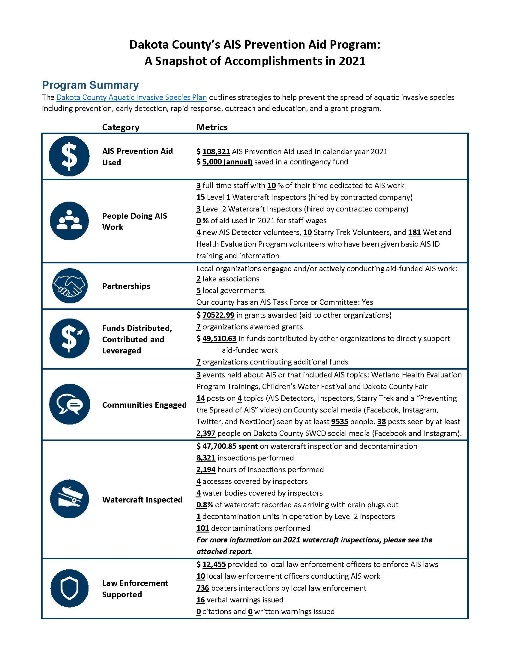 Dakota County's AIS Prevention Aid Program:
A Snapshot of Accomplishments in 2021
Program Summary
The Dakota County Aquatic Invasive Species Plan outlines strategies to help prevent the spread of aquatic invasive species
including prevention, early detection, rapid response, outreach and education, and a grant program.
Category Metrics
AIS Prevention Aid
Used
$ 108,321 AIS Prevention Aid used in calendar year 2021
$ 5,000 (annual) saved in a contingency fund
People Doing AIS
Work
3 full-time staff with 10 % of their time dedicated to AIS work
15 Level 1 Watercraft Inspectors (hired by contracted company)
3 Level 2 Watercraft Inspectors (hired by contracted company)
0 % of aid used in 2021 for staff wages
4 new AIS Detector volunteers, 10 Starry Trek Volunteers, and 181 Wetland
Health Evaluation Program volunteers who have been given basic AIS ID
training and information
Partnerships
Local organizations engaged and/or actively conducting aid-funded AIS work:
2 lake associations
5 local governments
Our county has an AIS Task Force or Committee: Yes
Funds Distributed,
Contributed and
Leveraged
$ 70522.99 in grants awarded (aid to other organizations)
7 organizations awarded grants
$ 49,510.63 in funds contributed by other organizations to directly support
aid-funded work
7 organizations contributing additional funds
Communities Engaged
3 events held about AIS or that included AIS topics: Wetland Health Evaluation
Program Trainings, Children's Water Festival and Dakota County Fair
14 posts on 4 topics (AIS Detectors, Inspectors, Starry Trek and a "Preventing
the Spread of AIS" video) on County social media (Facebook, Instagram,
Twitter, and NextDoor) seen by at least 9535 people. 38 posts seen by at least
2,397 people on Dakota County SWCD social media (Facebook and Instagram).
Watercraft Inspected
$ 47,700.85 spent on watercraft inspection and decontamination
8,321 inspections performed
2,194 hours of inspections performed
4 accesses covered by inspectors
4 water bodies covered by inspectors
0.8% of watercraft recorded as arriving with drain plugs out
1 decontamination units in operation by Level 2 inspectors
101 decontaminations performed
For more information on 2021 watercraft inspections, please see the
attached report.
Law Enforcement
Supported
$ 12,455 provided to local law enforcement officers to enforce AIS laws
10 local law enforcement officers conducting AIS work
736 boaters interactions by local law enforcement
16 verbal warnings issued
0 citations and 0 written warnings issued